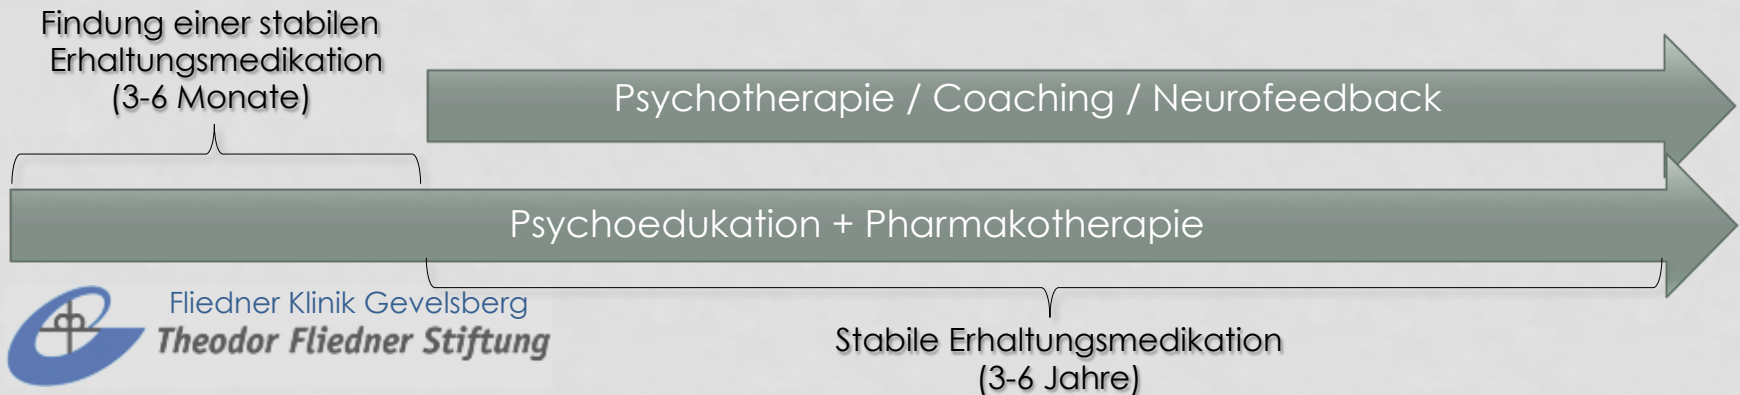 Findung einer stabilen
Erhaltungsmedikation
(3-6 Monate)
Psychotherapie / Coaching / Neurofeedback
Psychoedukation + Pharmakotherapie
Fliedner Klinik Gevelsberg
Theodor Fliedner Stiftung
Stabile Erhaltungsmedikation
(3-6 Jahre)